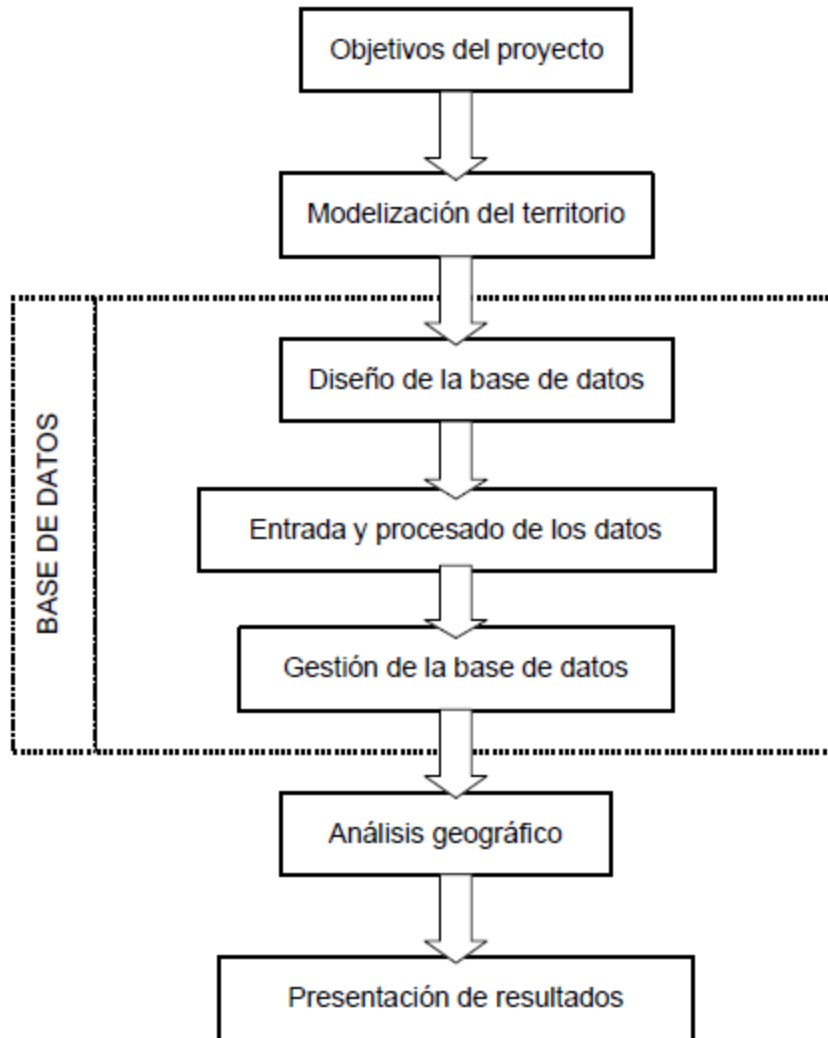 Objetivos del proyecto
Modelización del territorio
BASE DE DATOS
Diseño de la base de datos
Entrada y procesado de los datos
Gestión de la base de datos
Análisis geográfico
Presentación de resultados